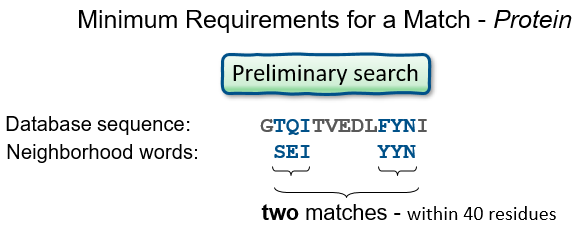 Minimum Requirements for a Match - Protein
Preliminary search
Database sequence: GTQITVEDLFYNI
Neighborhood words: SEI YYN
two matches - within 40 residues